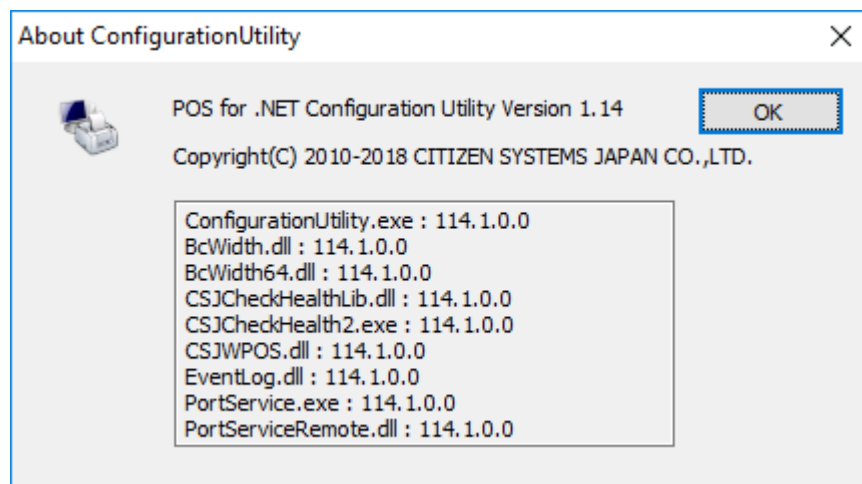 About ConfigurationUtility
POS for .NET Configuration Utility Version 1.14
OK
Copyright(C) 2010-2018 CITIZEN SYSTEMS JAPAN CO.,LTD.
ConfigurationUtility.exe : 114.1.0.0
BcWidth.dll : 114.1.0.0
BcWidth64.dll : 114.1.0.0
CSJCheckHealthLib.dll : 114.1.0.0
CSJCheckHealth2.exe : 114.1.0.0
CSJWPOS.dll : 114.1.0.0
EventLog.dll : 114.1.0.0
PortService.exe : 114.1.0.0
PortServiceRemote.dll : 114.1.0.0